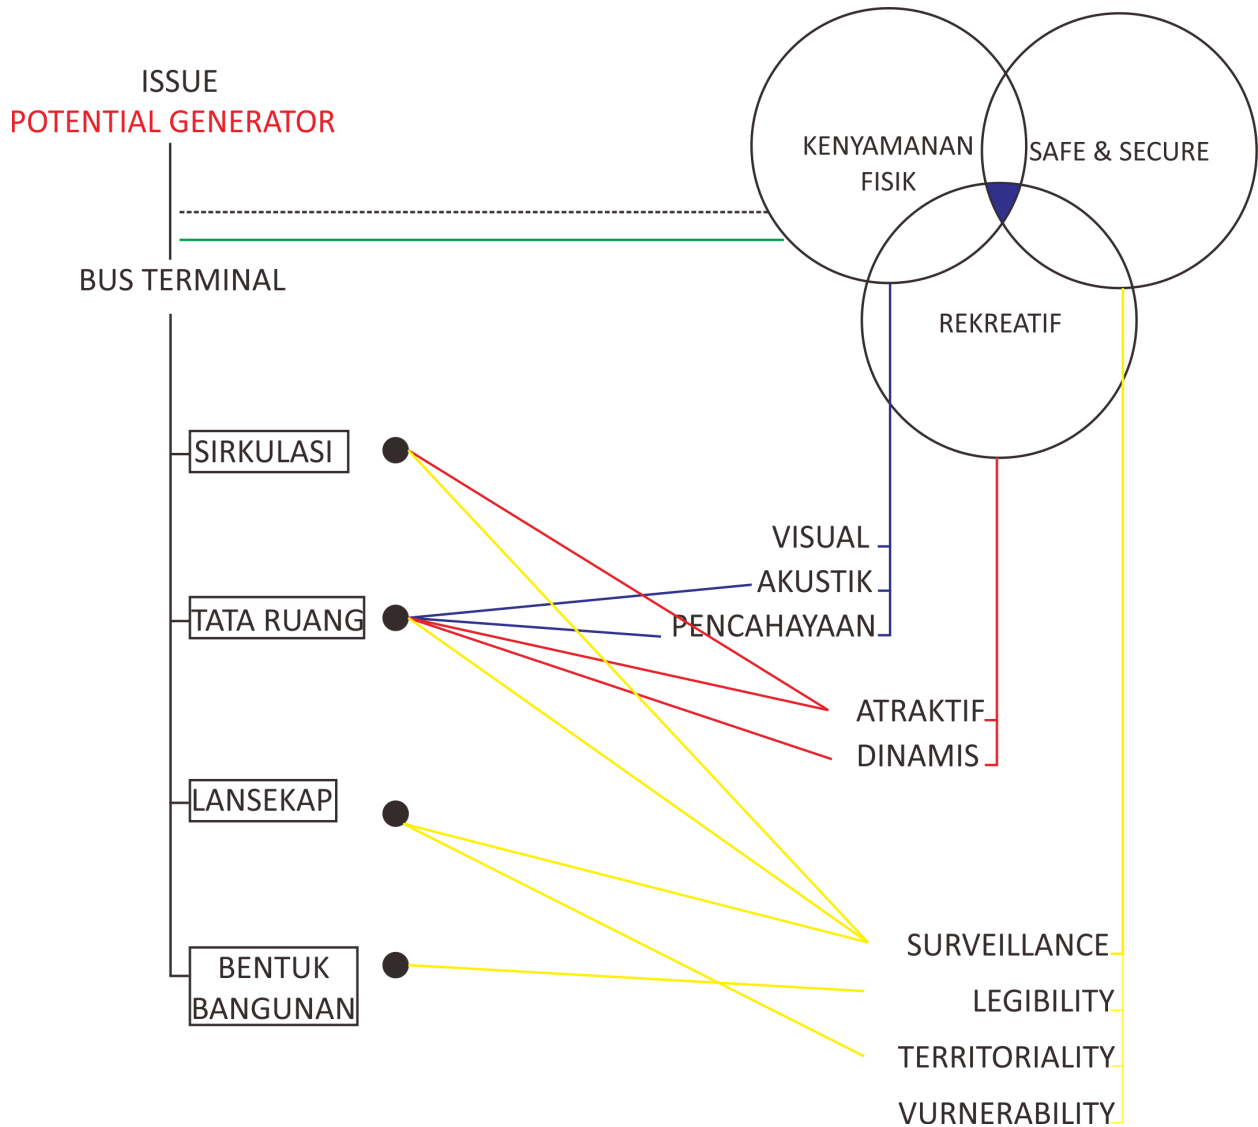 ISSUE
POTENTIAL GENERATOR
BUS TERMINAL
KENYAMANAN
FISIK
SAFE & SECURE
REKREATIF
SIRKULASI
TATA RUANG
LANSEKAP
BENTUK
BANGUNAN
VISUAL
AKUSTIK
PENCAHAYAAN
ATRAKTIF
DINAMIS
SURVEILLANCE
LEGIBILITY
TERRITORIALITY
VURNERABILITY